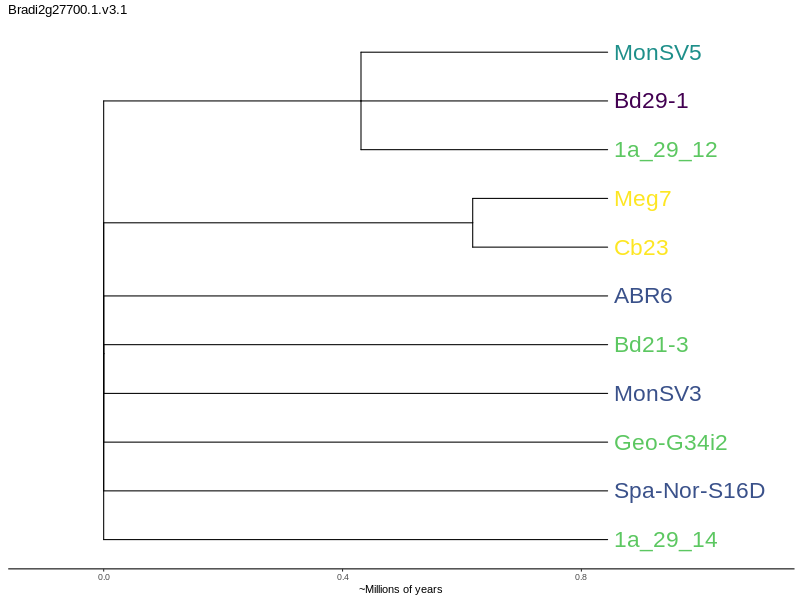 Bradi2g27700.1.v3.1
MonSV5
Bd29-1
1a_29_12
Meg7
Cb23
ABR6
Bd21-3
MonSV3
Geo-G34i2
Spa-Nor-S16D
1a_29_14
0.0 0.4 0.8
~Millions of years